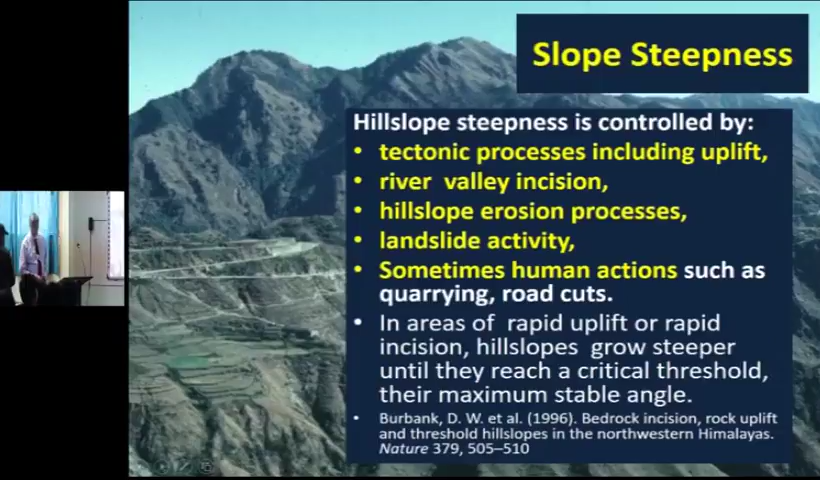 Slope Steepness
Hillslope steepness is controlled by:
• tectonic processes including uplift,
• river valley incision,
• hillslope erosion processes,
• landslide activity,
• Sometimes human actions such as
quarrying, road cuts.
• In areas of rapid uplift or rapid
incision, hillslopes grow steeper
until they reach a critical threshold,
their maximum stable angle.
• Burbank, D. W. et al. (1996). Bedrock incision, rock uplift
and threshold hillslopes in the northwestern Himalayas.
Nature 379, 505–510